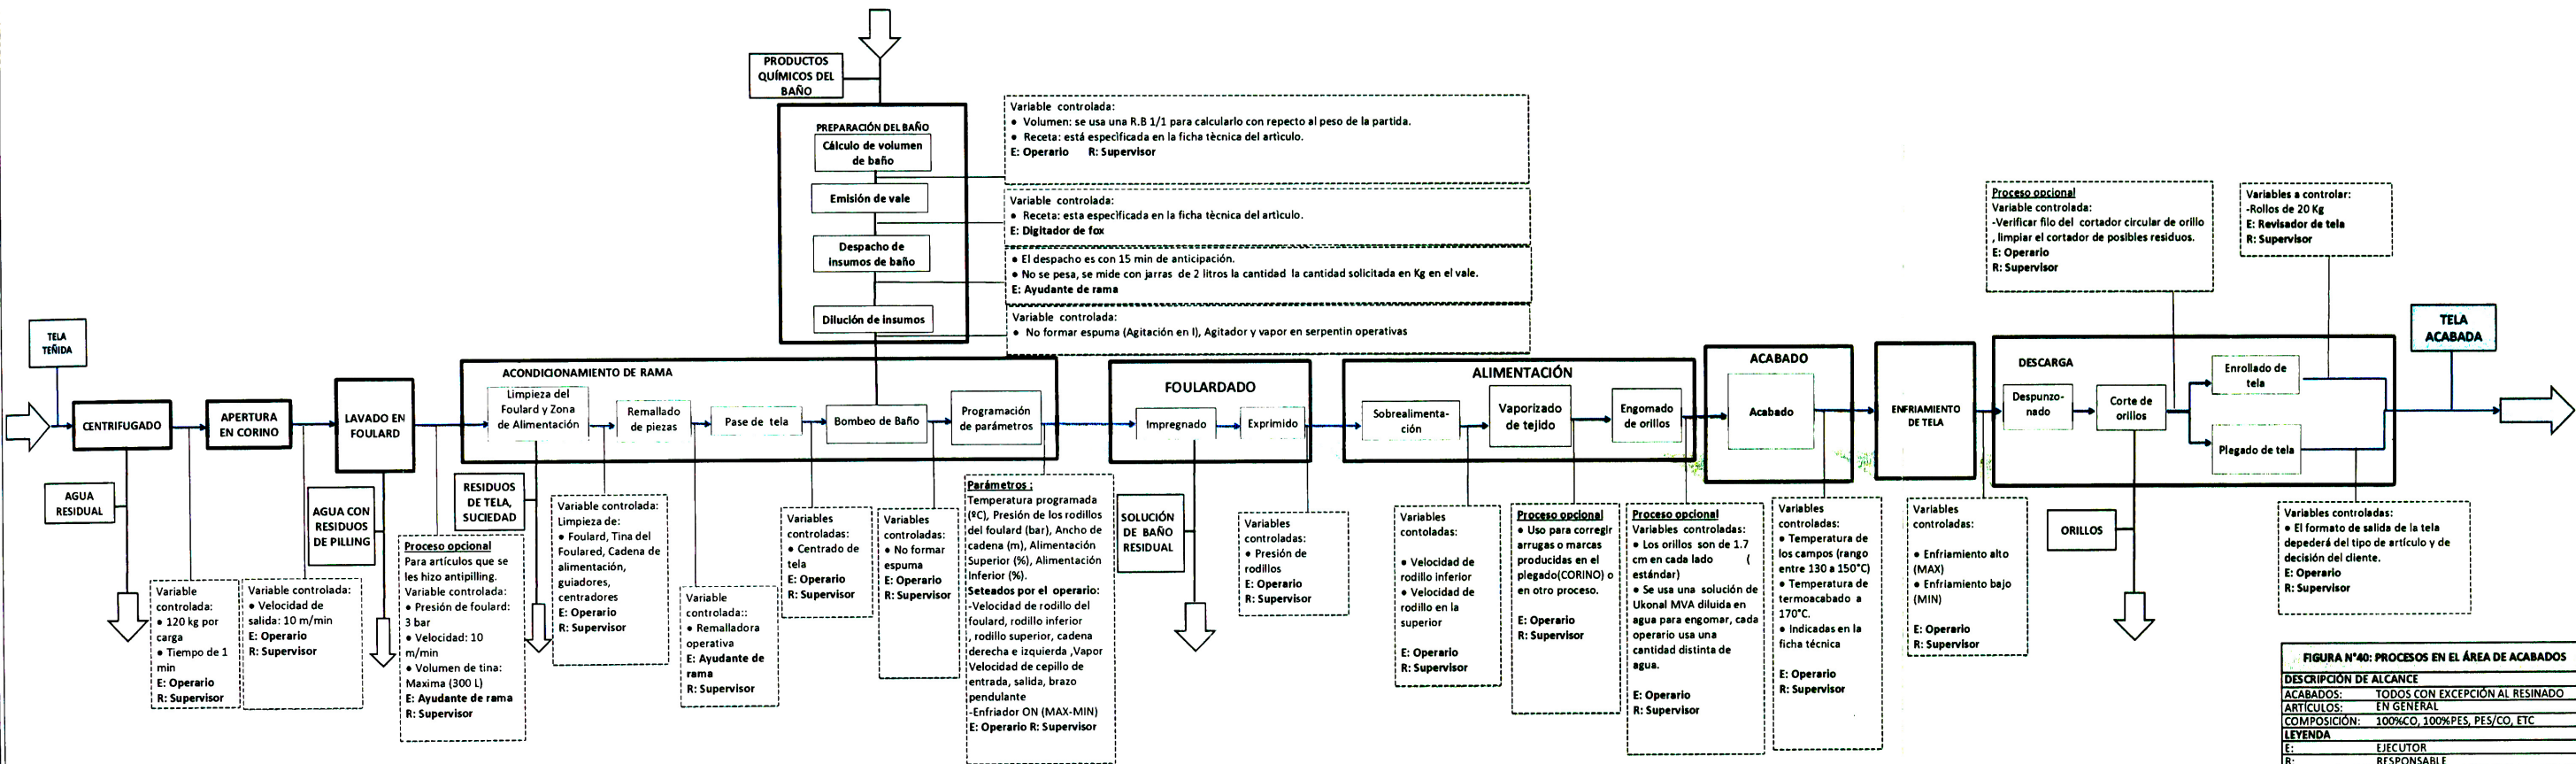 PRODUCTOS
QUÍMICOS DEL
BAÑO
PREPARACIÓN DEL BAÑO
Cálculo de volumen
de baño
Emisión de vale
Despacho de
insumos de baño
Dilución de insumos
Variable controlada:
• Volumen: se usa una R.B 1/1 para calcularlo con repecto al peso de la partida.
• Receta: está especìficada en la ficha tècnica del artìculo.
E: Operario R: Supervisor
Variable controlada:
• Receta: esta especìficada en la ficha tècnica del artìculo.
E: Digitador de fox
• El despacho es con 15 min de anticipación.
• No se pesa, se mide con jarras de 2 litros la cantidad la cantidad solicitada en Kg en el vale.
E: Ayudante de rama
Variable controlada:
• No formar espuma (Agitación en I), Agitador y vapor en serpentin operativas
Proceso opcional
Variable controlada:
-Verificar filo del cortador circular de orillo
, limpiar el cortador de posibles residuos.
E: Operario
R: Supervisor
Variables a controlar:
-Rollos de 20 Kg
E: Revisador de tela
R: Supervisor
TELA
TEÑIDA
CENTRIFUGADO
APERTURA
EN CORINO
LAVADO EN
FOULARD
ACONDICIONAMIENTO DE RAMA
Limpieza del
Foulard y Zona
de Alimentación
Remallado
de piezas
Pase de tela
Bombeo de Baño
Programación
de parámetros
FOULARDADO
Impregnado
Exprimido
ALIMENTACIÓN
Sobrealimenta-
ción
Vaporizado
de tejido
Engomado
de orillos
ACABADO
Acabado
ENFRIAMIENTO
DE TELA
DESCARGA
Despunzo-
nado
Corte de
orillos
Enrollado de
tela
Plegado de tela
TELA
ACABADA
AGUA
RESIDUAL
Variable
controlada:
• 120 kg por
carga
• Tiempo de 1
min
E: Operario
R: Supervisor
Variable controlada:
• Velocidad de
salida: 10 m/min
E: Operario
R: Supervisor
AGUA CON
RESIDUOS
DE PILLING
Proceso opcional
Para artículos que se
les hizo antipilling.
Variable controlada:
• Presión de foulard:
3 bar
• Velocidad: 10
m/min
• Volumen de tina:
Maxima (300 L)
E: Ayudante de rama
R: Supervisor
RESIDUOS
DE TELA,
SUCIEDAD
Variable controlada:
Limpieza de:
• Foulard, Tina del
Foulared, Cadena de
alimentación,
guiadores,
centradores
E: Operario
R: Supervisor
Variable
controlada::
• Remalladora
operativa
E: Ayudante de
rama
R: Supervisor
Variables
controladas:
• Centrado de
tela
E: Operario
R: Supervisor
Variables
controladas:
• No formar
espuma
E: Operario
R: Supervisor
Parámetros :
Temperatura programada
(ºC), Presión de los rodillos
del foulard (bar), Ancho de
cadena (m), Alimentación
Superior (%), Alimentación
Inferior (%).
Seteados por el operario:
-Velocidad de rodillo del
foulard, rodillo inferior
, rodillo superior, cadena
derecha e izquierda ,Vapor
Velocidad de cepillo de
entrada, salida, brazo
pendulante
-Enfriador ON (MAX-MIN)
E: Operario R: Supervisor
SOLUCIÓN
DE BAÑO
RESIDUAL
Variables
controladas:
• Presión de
rodillos
E: Operario
R: Supervisor
Variables
contoladas:
• Velocidad de
rodillo inferior
• Velocidad de
rodillo en la
superior
E: Operario
R: Supervisor
Proceso opcional
• Uso para corregir
arrugas o marcas
producidas en el
plegado(CORINO) o
en otro proceso.
E: Operario
R: Supervisor
Proceso opcional
Variables controladas:
• Los orillos son de 1.7
cm en cada lado (
estándar)
• Se usa una solución de
Ukonal MVA diluida en
agua para engomar, cada
operario usa una
cantidad distinta de
agua.
E: Operario
R: Supervisor
Variables
controladas:
• Temperatura de
los campos (rango
entre 130 a 150°C)
• Temperatura de
termoacabado a
170°C.
• Indicadas en la
ficha técnica
E: Operario
R: Supervisor
Variables
controladas:
• Enfriamiento alto
(MAX)
• Enfriamiento bajo
(MIN)
E: Operario
R: Supervisor
ORILLOS
Variables controladas:
• El formato de salida de la tela
depederá del tipo de artículo y de
decisión del cliente.
E: Operario
R: Supervisor
FIGURA N°40: PROCESOS EN EL ÁREA DE ACABADOS
DESCRIPCIÓN DE ALCANCE
ACABADOS: TODOS CON EXCEPCIÓN AL RESINADO
ARTÍCULOS: EN GENERAL
COMPOSICIÓN: 100%CO, 100%PES, PES/CO, ETC
LEYENDA
E: EJECUTOR
R: RESPONSABLE